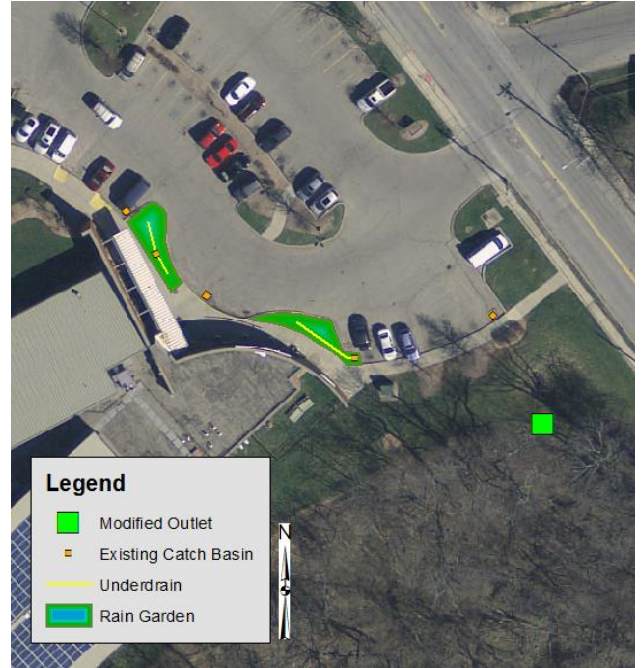 Legend
Modified Outlet
Existing Catch Basin
Underdrain
Rain Garden
N